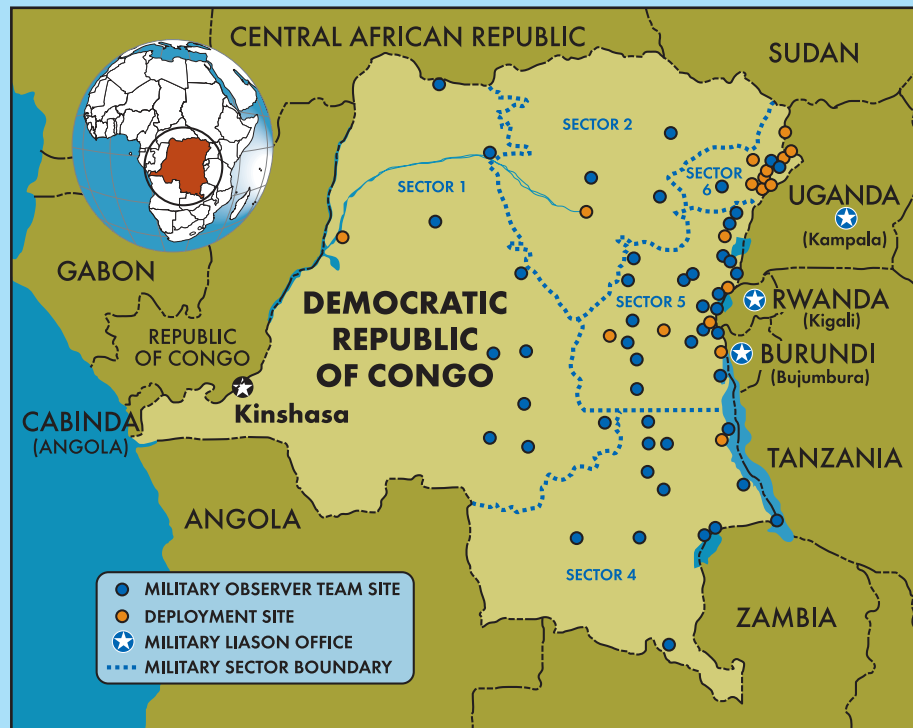 CENTRAL AFRICAN REPUBLIC
SUDAN
SECTOR 2
SECTOR 1
SECTOR
6
UGANDA
(Kampala)
GABON
DEMOCRATIC
REPUBLIC
OF CONGO
SECTOR 5
RWANDA
(Kigali)
REPUBLIC
OF CONGO
BURUNDI
(Bujumbura)
Kinshasa
CABINDA
(ANGOLA)
TANZANIA
ANGOLA
SECTOR 4
ZAMBIA
MILITARY OBSERVER TEAM SITE
DEPLOYMENT SITE
MILITARY LIASON OFFICE
MILITARY SECTOR BOUNDARY